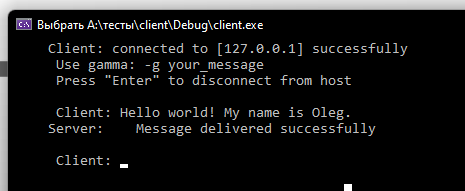 Выбрать A:\тесты\client\Debug\client.exe
Client: connected to [127.0.0.1] successfully
Use gamma: -g your_message
Press "Enter" to disconnect from host
Client: Hello world! My name is Oleg.
Server:    Message delivered successfully
Client: